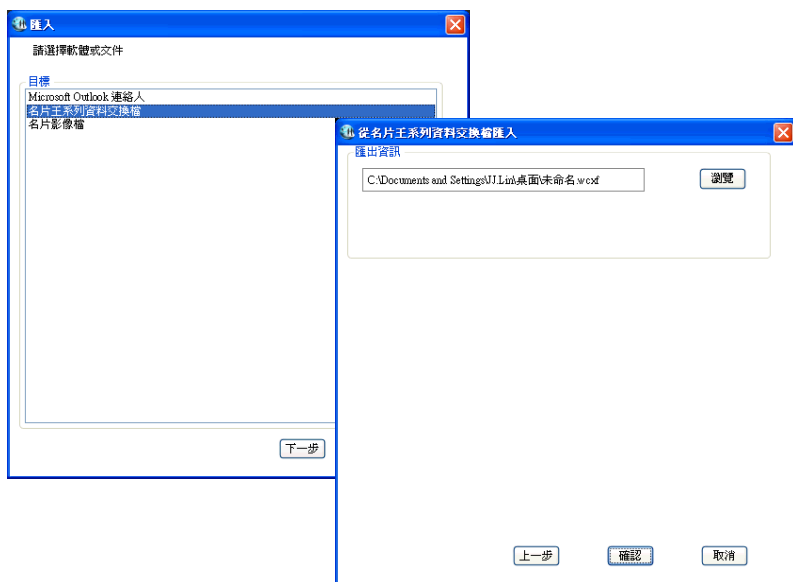 匯入
請選擇軟體或文件
目標
Microsoft Outlook 連絡人
名片王系列資料交換檔
名片影像檔
下一步
從名片王系列資料交換檔匯入
匯出資訊
C:\Documents and Settings\JJ.Lin\桌面\未命名.wcxf
瀏覽
上一步
確認
取消